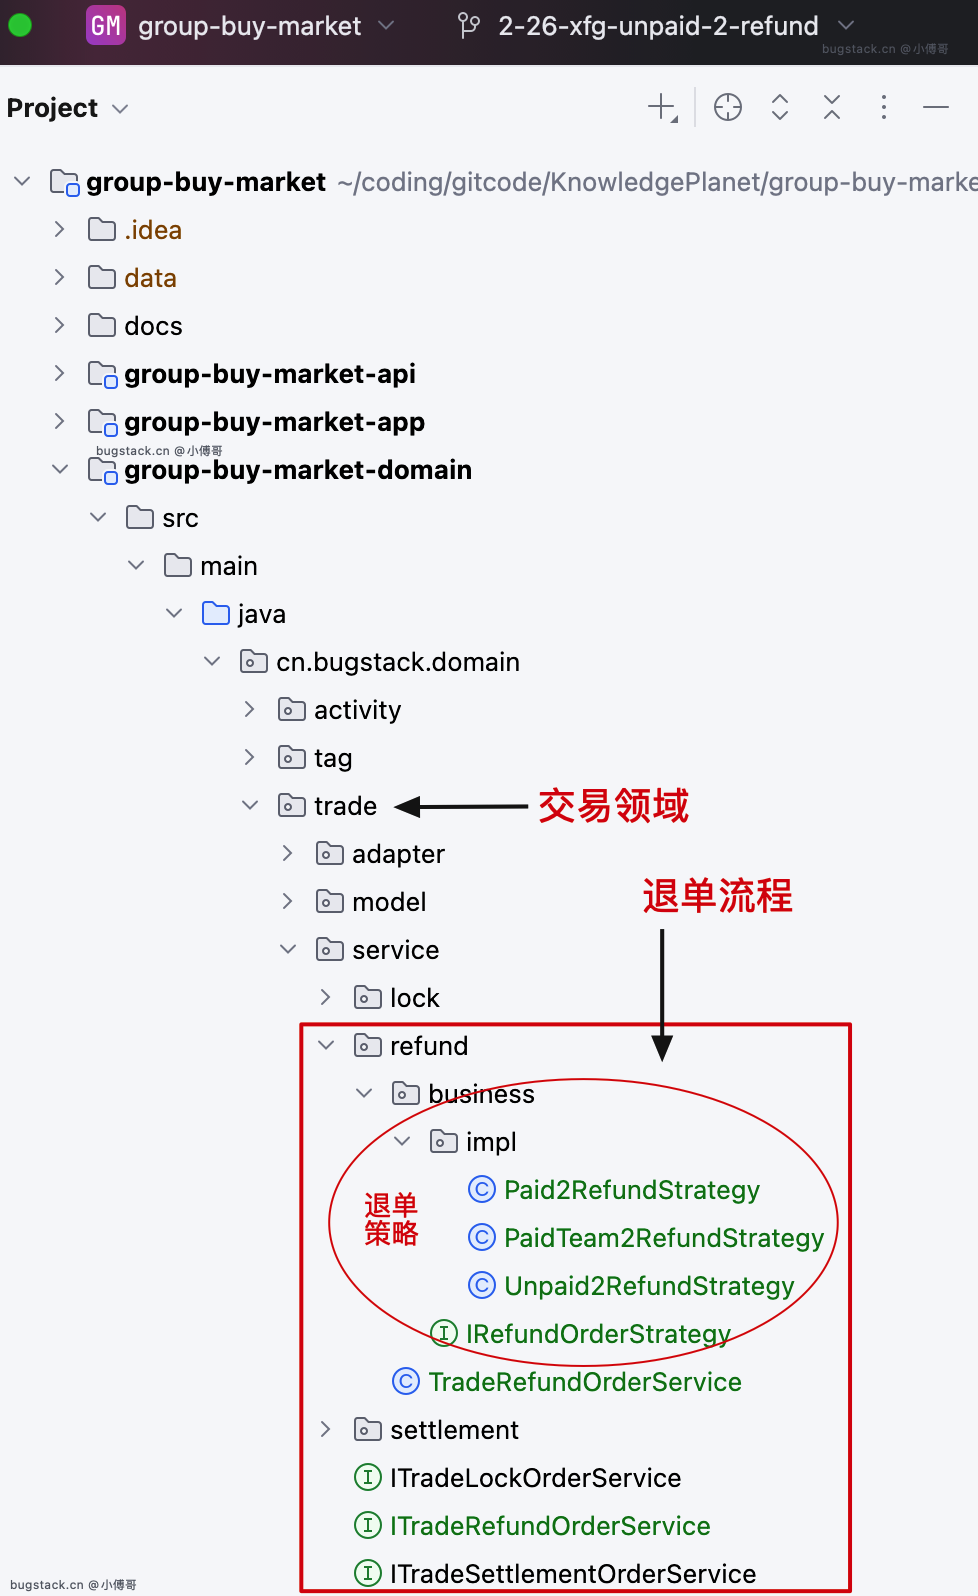 GM group-buy-market 2-26-xfg-unpaid-2-refund
bugstack.cn @小傅哥
Project
group-buy-market ~/coding/gitcode/KnowledgePlanet/group-buy-marke
.idea
data
docs
group-buy-market-api
group-buy-market-app
bugstack.cn @小傅哥
group-buy-market-domain
src
main
java
cn.bugstack.domain
activity
tag
trade 交易领域
adapter
model
退单流程
service
lock
refund
business
impl
C Paid2RefundStrategy
退单
策略
C PaidTeam2RefundStrategy
C Unpaid2RefundStrategy
I IRefundOrderStrategy
C TradeRefundOrderService
settlement
I ITradeLockOrderService
I ITradeRefundOrderService
I ITradeSettlementOrderService
bugstack.cn @小傅哥